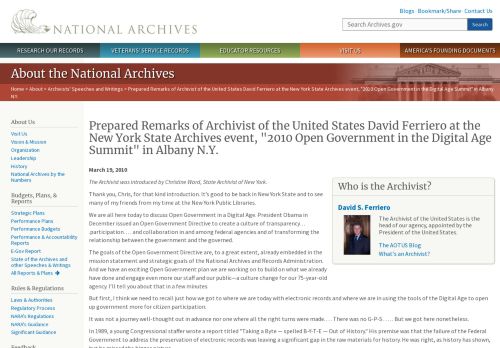 Blogs · Bookmark/Share · Contact Us
NATIONAL ARCHIVES
Search Archives.gov
Search
RESEARCH OUR RECORDS
VETERANS' SERVICE RECORDS
EDUCATOR RESOURCES
VISIT US
AMERICA'S FOUNDING DOCUMENTS
About the National Archives
Home > About > Archivists' Speeches and Writings > Prepared Remarks of Archivist of the United States David Ferriero at the New York State Archives event, "2010 Open Government in the Digital Age Summit" in Albany
N.Y.
About Us
Visit Us
Vision & Mission
Organization
Leadership
History
National Archives by the
Numbers
Budgets, Plans, &
Reports
Strategic Plans
Performance Plans
Performance Budgets
Performance & Accountability
Reports
E-Gov Report
State of the Archives and
other Speeches & Writings
All Reports & Plans
Rules & Regulations
Laws & Authorities
Regulatory Process
NARA's Regulations
NARA's Guidance
Significant Guidance
Feedback
Prepared Remarks of Archivist of the United States David Ferriero at the
New York State Archives event, "2010 Open Government in the Digital Age
Summit" in Albany N.Y.
March 19, 2010
The Archivist was introduced by Christine Ward, State Archivist of New York.
Thank you, Chris, for that kind introduction. It's good to be back in New York State and to see
many of my friends from my time at the New York Public Libraries.
We are all here today to discuss Open Government in a Digital Age. President Obama in
December issued an Open Government Directive to create a culture of transparency . . .
participation . . . . and collaboration in and among federal agencies and of transforming the
relationship between the government and the governed.
The goals of the Open Government Directive are, to a great extent, already embedded in the
mission statement and strategic goals of the National Archives and Records Administration.
And we have an exciting Open Government plan we are working on to build on what we already
have done and engage even more our staff and our public—a culture change for our 75-year-old
agency I'll tell you about that in a few minutes
Who is the Archivist?
David S. Ferriero
The Archivist of the United States is the
head of our agency, appointed by the
President of the United States.
The AOTUS Blog
What's an Archivist?
But first, I think we need to recall just how we got to where we are today with electronic records and where we are in using the tools of the Digital Age to open
up government more for citizen participation.
It was not a journey well-thought out in advance nor one where all the right turns were made. . . . There was no G-P-S. . . . . . But we got here nonetheless.
In 1989, a young Congressional staffer wrote a report titled "Taking a Byte — spelled B-Y-T-E — Out of History." His premise was that the failure of the Federal
Government to address the preservation of electronic records was leaving a significant gap in the raw materials for history. He was right, as history has shown,